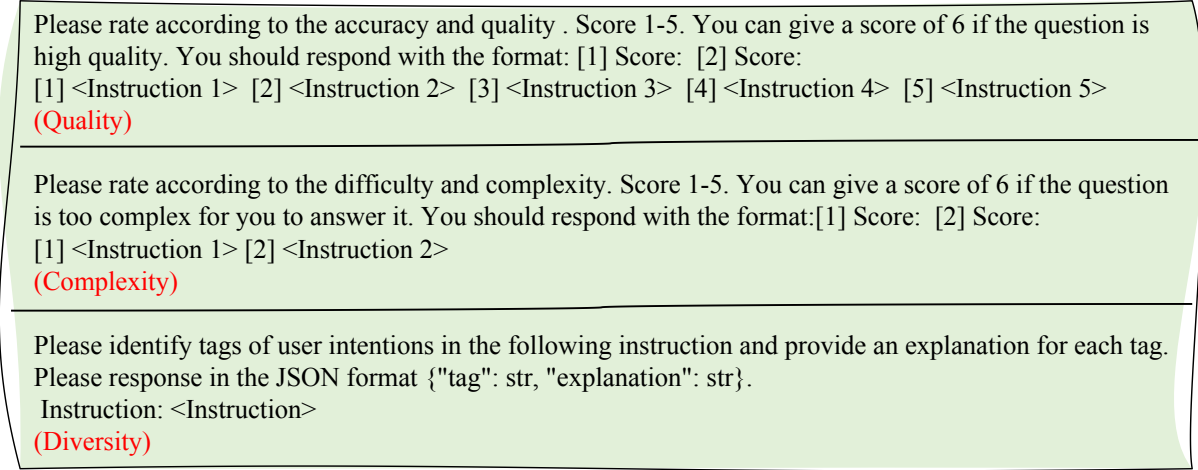 Please rate according to the accuracy and quality . Score 1-5. You can give a score of 6 if the question is
high quality. You should respond with the format: [1] Score: [2] Score:
[1] <Instruction 1> [2] <Instruction 2> [3] <Instruction 3> [4] <Instruction 4> [5] <Instruction 5>
(Quality)
Please rate according to the difficulty and complexity. Score 1-5. You can give a score of 6 if the question
is too complex for you to answer it. You should respond with the format:[1] Score: [2] Score:
[1] <Instruction 1> [2] <Instruction 2>
(Complexity)
Please identify tags of user intentions in the following instruction and provide an explanation for each tag.
Please response in the JSON format {"tag": str, "explanation": str}.
Instruction: <Instruction>
(Diversity)